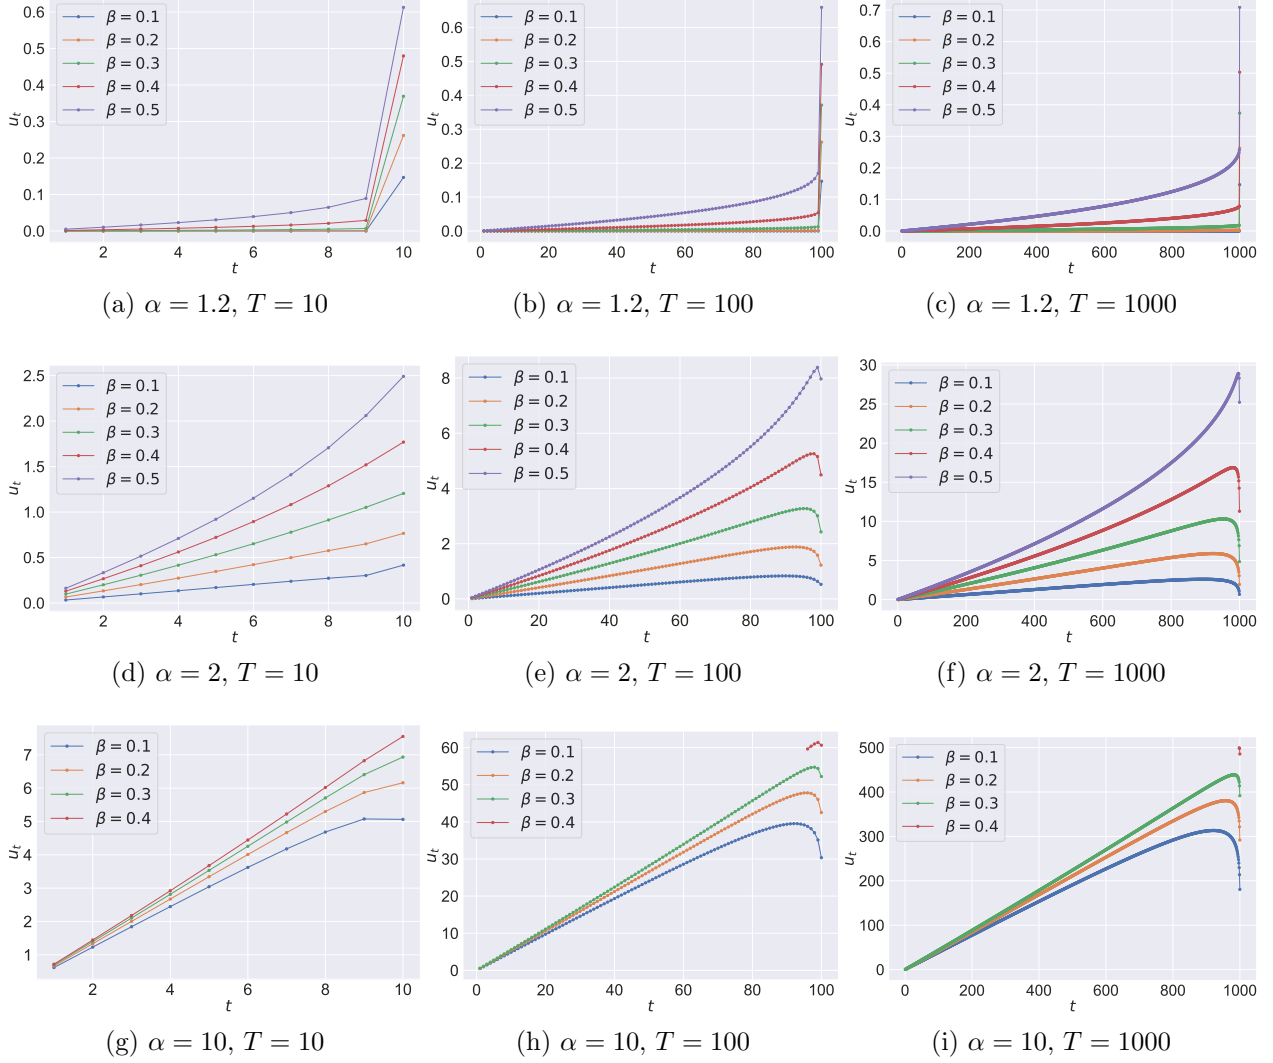 0.6
0.5
0.4
0.3
0.2
0.1
0.0
β = 0.1
β = 0.2
β = 0.3
β = 0.4
β = 0.5
u_t
2 4 6 8 10
t
(a) α = 1.2, T = 10
0.6
0.5
0.4
0.3
0.2
0.1
0.0
β = 0.1
β = 0.2
β = 0.3
β = 0.4
β = 0.5
u_t
0 20 40 60 80 100
t
(b) α = 1.2, T = 100
0.7
0.6
0.5
0.4
0.3
0.2
0.1
0.0
β = 0.1
β = 0.2
β = 0.3
β = 0.4
β = 0.5
u_t
0 200 400 600 800 1000
t
(c) α = 1.2, T = 1000
2.5
2.0
1.5
1.0
0.5
0.0
β = 0.1
β = 0.2
β = 0.3
β = 0.4
β = 0.5
u_t
2 4 6 8 10
t
(d) α = 2, T = 10
8
6
4
2
0
β = 0.1
β = 0.2
β = 0.3
β = 0.4
β = 0.5
u_t
0 20 40 60 80 100
t
(e) α = 2, T = 100
30
25
20
15
10
5
0
β = 0.1
β = 0.2
β = 0.3
β = 0.4
β = 0.5
u_t
0 200 400 600 800 1000
t
(f) α = 2, T = 1000
7
6
5
4
3
2
1
β = 0.1
β = 0.2
β = 0.3
β = 0.4
u_t
2 4 6 8 10
t
(g) α = 10, T = 10
60
50
40
30
20
10
0
β = 0.1
β = 0.2
β = 0.3
β = 0.4
u_t
0 20 40 60 80 100
t
(h) α = 10, T = 100
500
400
300
200
100
0
β = 0.1
β = 0.2
β = 0.3
β = 0.4
u_t
0 200 400 600 800 1000
t
(i) α = 10, T = 1000